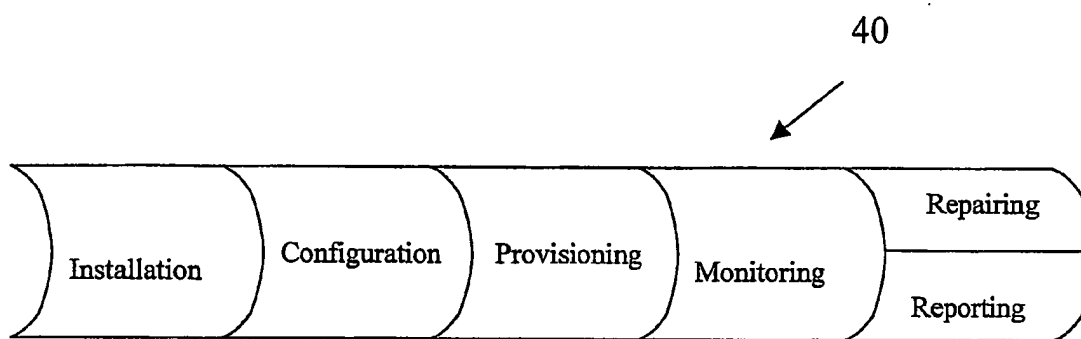 40
Installation
Configuration
Provisioning
Monitoring
Repairing
Reporting